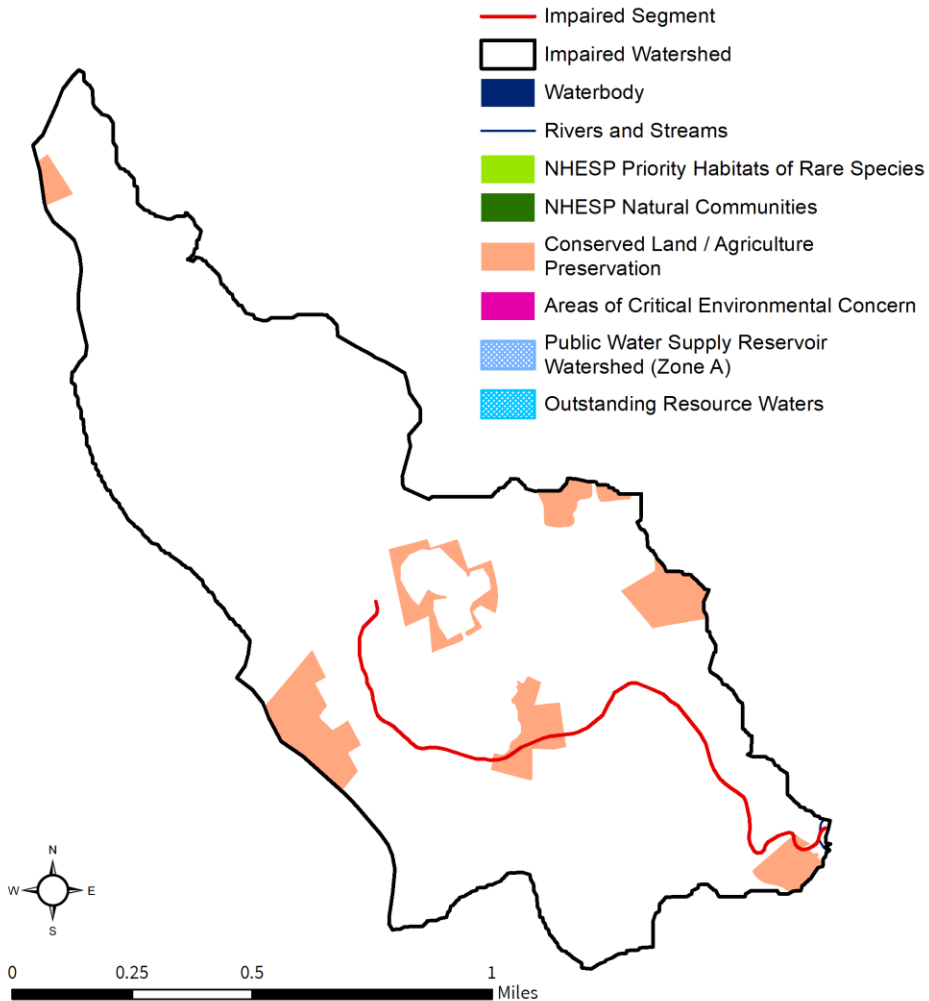 Impaired Segment
Impaired Watershed
Waterbody
Rivers and Streams
NHESP Priority Habitats of Rare Species
NHESP Natural Communities
Conserved Land / Agriculture
Preservation
Areas of Critical Environmental Concern
Public Water Supply Reservoir
Watershed (Zone A)
Outstanding Resource Waters
N
W E
S
0 0.25 0.5 1
Miles